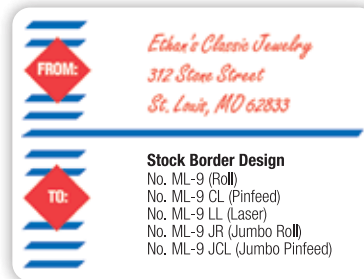 FROM:
Ethan's Classic Jewelry
312 Stone Street
St. Louis, MO 62833
TO:
Stock Border Design
No. ML-9 (Roll)
No. ML-9 CL (Pinfeed)
No. ML-9 LL (Laser)
No. ML-9 JR (Jumbo Roll)
No. ML-9 JCL (Jumbo Pinfeed)